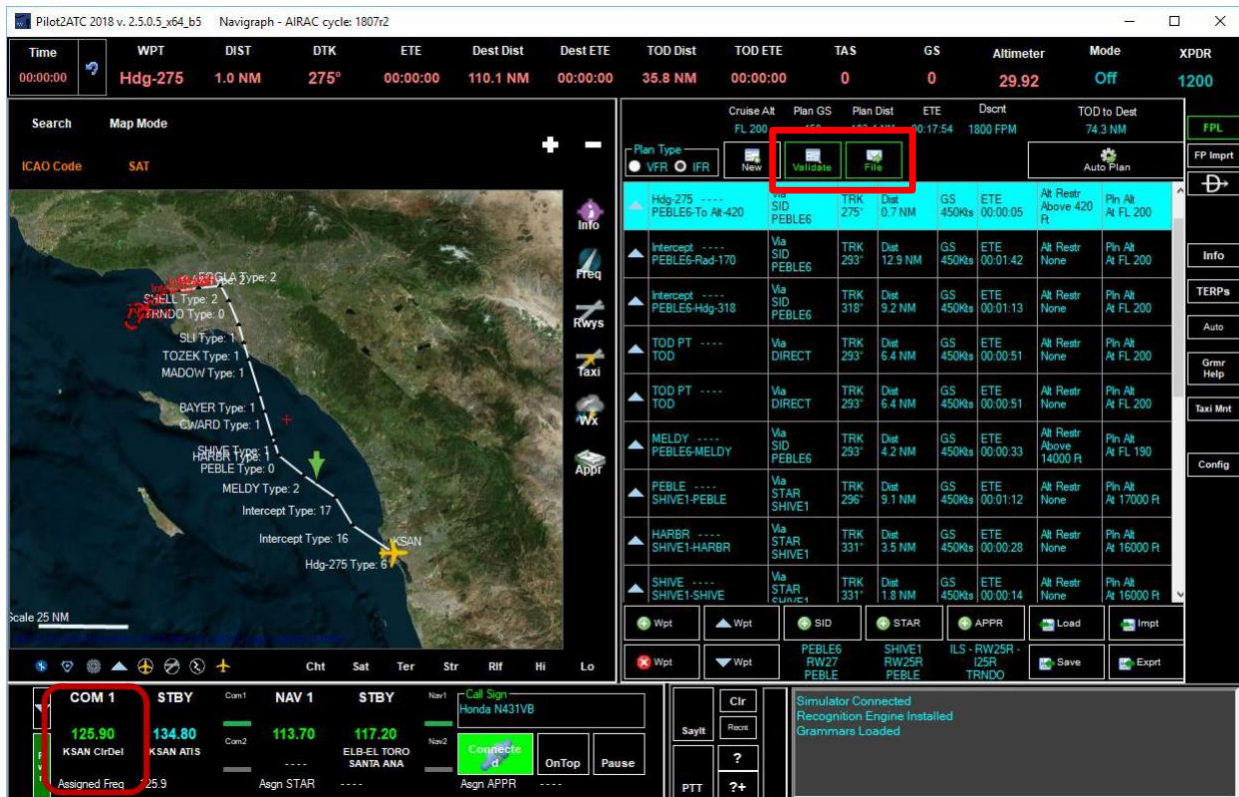 Pilot2ATC 2018 v. 2.5.0.5_x64_b5 Navigraph - AIRAC cycle: 1807r2
Time WPT DIST DTK ETE Dest Dist Dest ETE TOD Dist TOD ETE TAS GS Altimeter Mode XPDR
00:00:00 Hdg-275 1.0 NM 275° 00:00:00 110.1 NM 00:00:00 35.8 NM 00:00:00 0 0 29.92 Off 1200
Search Map Mode
ICAO Code SAT
Info
Freq
Rwys
Taxi
Wx
Appr
Type: 2
SHELL Type: 2
TRNDO Type: 0
SLI Type: 1
TOZEK Type: 1
MADOW Type: 1
BAYER Type: 1
CWARD Type: 1
SHIVE Type: 1
HARBR Type: 1
PEBLE Type: 0
MELDY Type: 2
Intercept Type: 17
Intercept Type: 16
KSAN
Hdg-275 Type: 6
Scale 25 NM
Cht Sat Ter Str Rlf Hi Lo
Cruise Alt Plan GS Plan Dist ETE Dscnt TOD to Dest
FL 200 00:17:54 1800 FPM 74.3 NM
Plan Type
VFR IFR
New
Validate
File
Auto Plan
Hdg-275 ---- Via TRK Dist GS ETE Alt Restr Pln Alt
PEBLE6-To Alt-420 SID PEBLE6 275° 0.7 NM 450Kts 00:00:05 Above 420 Ft At FL 200
Intercept ---- Via TRK Dist GS ETE Alt Restr Pln Alt
PEBLE6-Rad-170 SID PEBLE6 293° 12.9 NM 450Kts 00:01:42 None At FL 200
Intercept ---- Via TRK Dist GS ETE Alt Restr Pln Alt
PEBLE6-Hdg-318 SID PEBLE6 318° 9.2 NM 450Kts 00:01:13 None At FL 200
TOD PT ---- Via TRK Dist GS ETE Alt Restr Pln Alt
TOD DIRECT 293° 6.4 NM 450Kts 00:00:51 None At FL 200
TOD PT ---- Via TRK Dist GS ETE Alt Restr Pln Alt
TOD DIRECT 293° 6.4 NM 450Kts 00:00:51 None At FL 200
MELDY ---- Via TRK Dist GS ETE Alt Restr Pln Alt
PEBLE6-MELDY SID PEBLE6 293° 4.2 NM 450Kts 00:00:33 Above 14000 Ft At FL 190
PEBLE ---- Via TRK Dist GS ETE Alt Restr Pln Alt
SHIVE1-PEBLE STAR SHIVE1 296° 9.1 NM 450Kts 00:01:12 None At 17000 Ft
HARBR ---- Via TRK Dist GS ETE Alt Restr Pln Alt
SHIVE1-HARBR STAR SHIVE1 331° 3.5 NM 450Kts 00:00:28 None At 16000 Ft
SHIVE ---- Via TRK Dist GS ETE Alt Restr Pln Alt
SHIVE1-SHIVE STAR SHIVE1 331° 1.8 NM 450Kts 00:00:14 None At 16000 Ft
Wpt Wpt SID STAR APPR Load Impt
Wpt Wpt PEBLE6 SHIVE1 ILS - RW25R - Save Exprt
RW27 RW25R I25R
PEBLE PEBLE TRNDO
FPL
FP Imprt
D
Info
TERPs
Auto
Grmr
Help
Taxi Mnt
Config
COM 1 STBY Com1 NAV 1 STBY Nav1
125.90 134.80 Com2 113.70 117.20 Nav2
KSAN ClrDel KSAN ATIS ---- ELB-EL TORO
SANTA ANA
Assigned Freq 125.9 Asgn STAR ---- Asgn APPR ----
Call Sign
Honda N431VB
Connecte
d
OnTop
Pause
SayIt
PTT
Clr
Recnt
?
?+
Simulator Connected
Recognition Engine Installed
Grammars Loaded